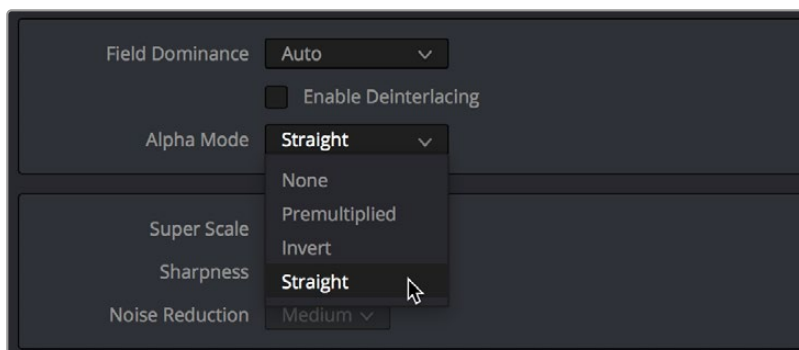 Field Dominance Auto
Enable Deinterlacing
Alpha Mode Straight
None
Premultiplied
Super Scale
Invert
Sharpness
Straight
Noise Reduction Medium